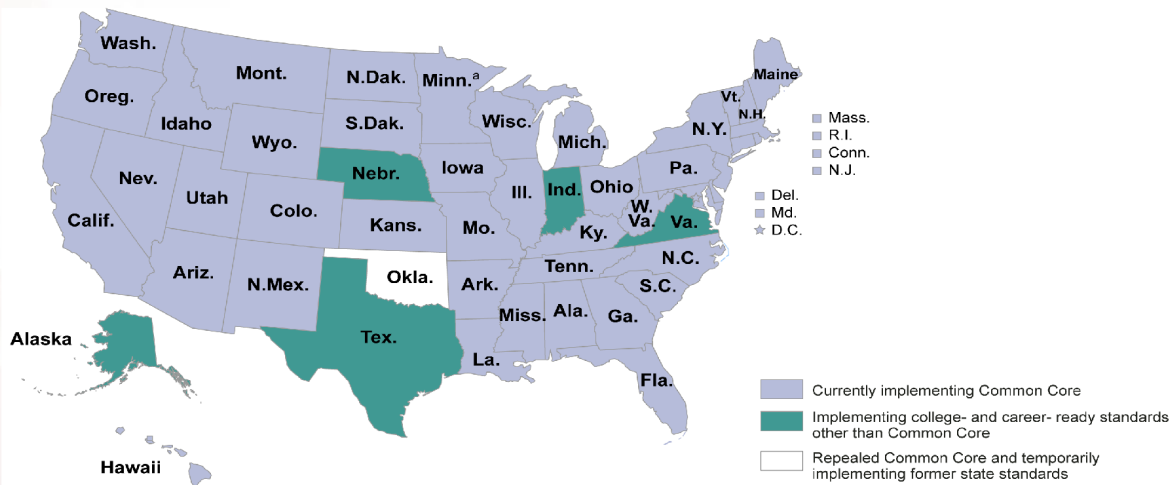 Wash.
Mont.
N.Dak.
Minn.a
Maine
Oreg.
Idaho
S.Dak.
Wisc.
Vt.
N.H.
Mass.
R.I.
Conn.
N.J.
Wyo.
Mich.
N.Y.
Nebr.
Iowa
Nev.
Utah
Colo.
Ill.
Ind.
Ohio
Pa.
Del.
Md.
D.C.
Calif.
Kans.
Mo.
W.
Va.
Va.
Ky.
Ariz.
N.Mex.
Okla.
Ark.
Tenn.
N.C.
S.C.
Miss.
Ala.
Ga.
Alaska
Tex.
La.
Fla.
Hawaii
Currently implementing Common Core
Implementing college- and career- ready standards
other than Common Core
Repealed Common Core and temporarily
implementing former state standards